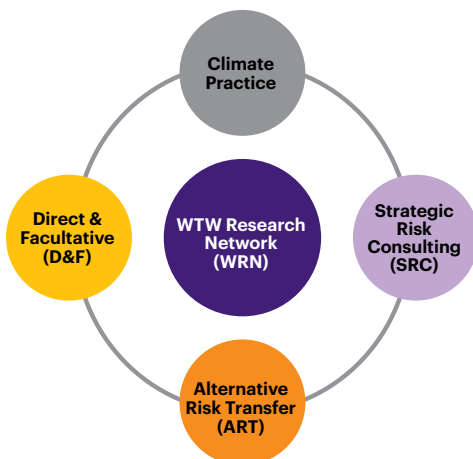 Climate
Practice
Direct &
Facultative
(D&F)
WTW Research
Network
(WRN)
Strategic
Risk
Consulting
(SRC)
Alternative
Risk Transfer
(ART)